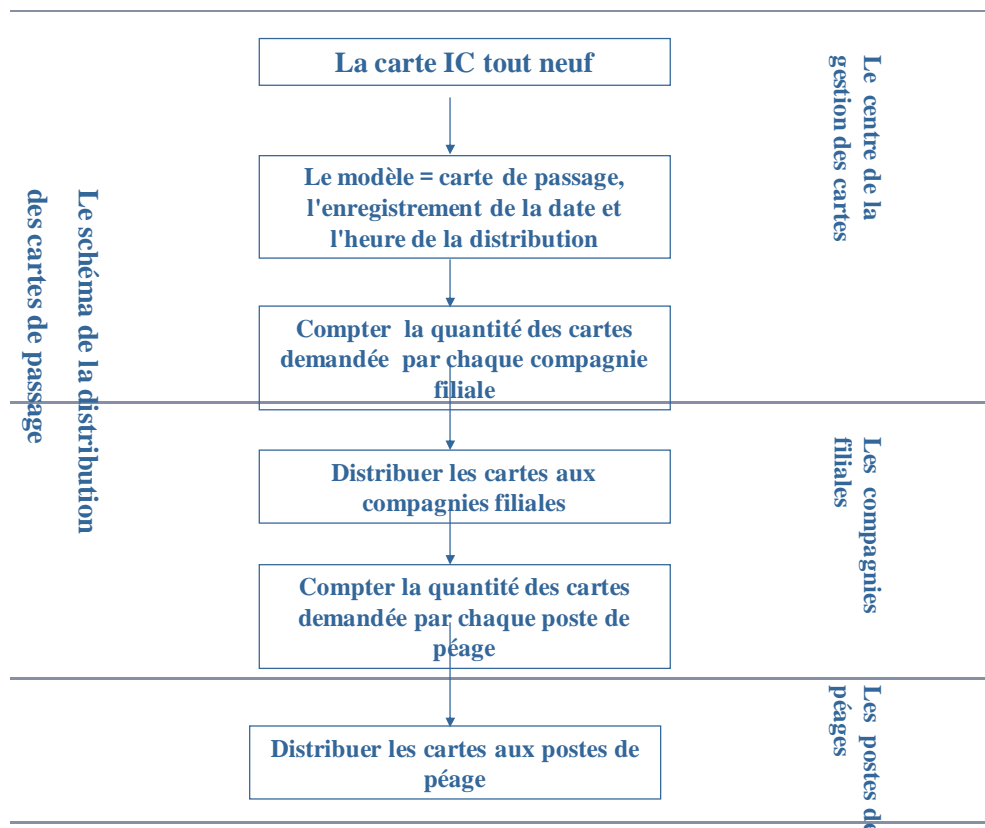 La carte IC tout neuf
Le modèle = carte de passage,
l'enregistrement de la date et
l'heure de la distribution
Compter la quantité des cartes
demandée par chaque compagnie
filiale
Distribuer les cartes aux
compagnies filiales
Compter la quantité des cartes
demandée par chaque poste de
péage
Distribuer les cartes aux postes de
péage
Le schéma de la distribution
des cartes de passage
Le centre de la
gestion des cartes
Les compagnies
filiales
Les postes de
péages